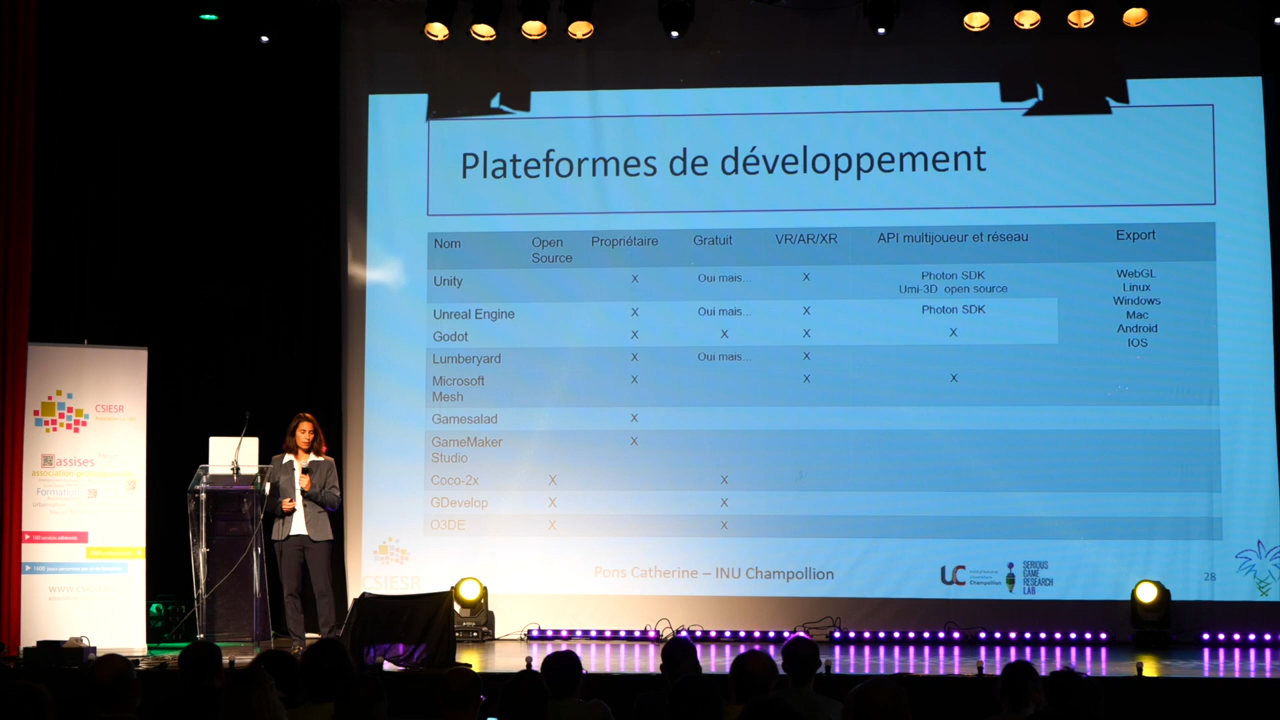 Plateformes de développement
Nom Open Source Propriétaire Gratuit VR/AR/XR API multijoueur et réseau Export
Unity X Oui mais... X Photon SDK
Umi-3D open source
Unreal Engine X Oui mais... X Photon SDK
Godot X X X X
Lumberyard X Oui mais... X
Microsoft Mesh X X X
Gamesalad X
GameMaker Studio X
Coco-2x X X
GDevelop X X
O3DE X X
WebGL
Linux
Windows
Mac
Android
IOS
CSIESR
Pons Catherine – INU Champollion
UC
Champollion
SERIOUS
GAME
RESEARCH
LAB
28
CSIESR
assises
Formation